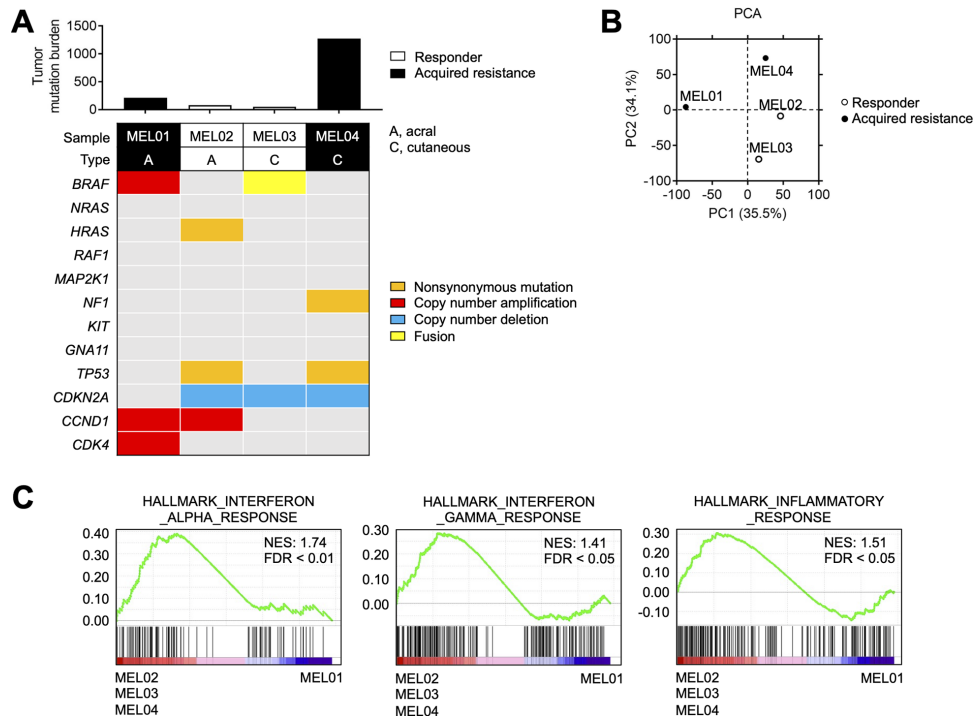 A
Tumor
mutation burden
1500
1000
500
0
Responder
Acquired resistance
Sample MEL01 MEL02 MEL03 MEL04
Type A A C C
A, acral
C, cutaneous
BRAF
NRAS
HRAS
RAF1
MAP2K1
NF1
KIT
GNA11
TP53
CDKN2A
CCND1
CDK4
Nonsynonymous mutation
Copy number amplification
Copy number deletion
Fusion
B
PCA
PC2 (34.1%)
100
50
0
-50
-100
MEL04
MEL01
MEL02
MEL03
-100 -50 0 50 100
PC1 (35.5%)
Responder
Acquired resistance
C
HALLMARK_INTERFERON
_ALPHA_RESPONSE
NES: 1.74
FDR < 0.01
0.40
0.30
0.20
0.10
0.00
MEL02 MEL01
MEL03
MEL04
HALLMARK_INTERFERON
_GAMMA_RESPONSE
NES: 1.41
FDR < 0.05
0.30
0.20
0.10
0.00
MEL02 MEL01
MEL03
MEL04
HALLMARK_INFLAMMATORY
_RESPONSE
NES: 1.51
FDR < 0.05
0.30
0.20
0.10
0.00
-0.10
MEL02 MEL01
MEL03
MEL04